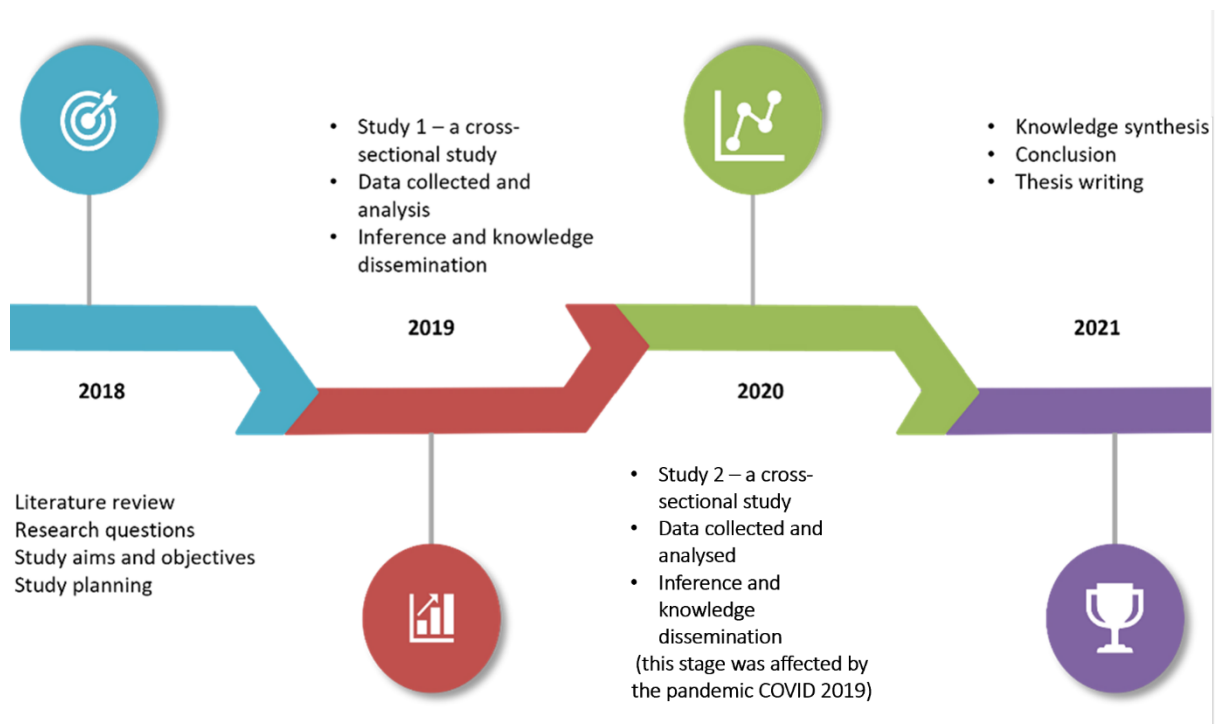 2018
Literature review
Research questions
Study aims and objectives
Study planning
• Study 1 – a cross-
sectional study
• Data collected and
analysis
• Inference and knowledge
dissemination
2019
2020
• Study 2 – a cross-
sectional study
• Data collected and
analysed
• Inference and
knowledge
dissemination
(this stage was affected by
the pandemic COVID 2019)
• Knowledge synthesis
• Conclusion
• Thesis writing
2021